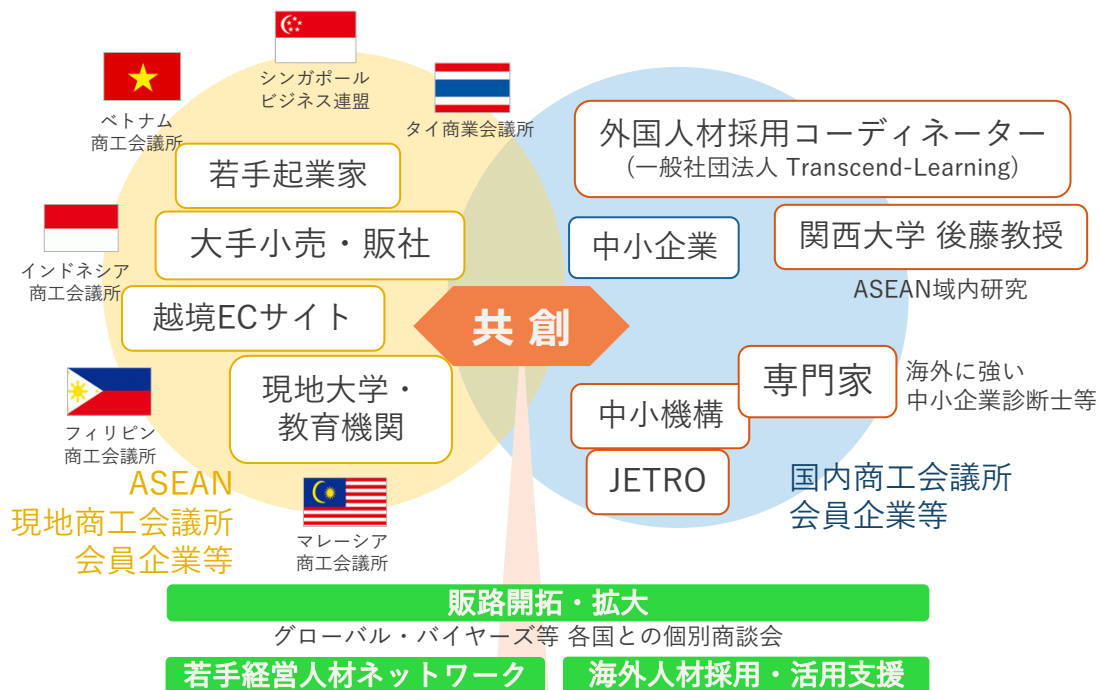 シンガポール
ビジネス連盟
ベトナム
商工会議所
タイ商業会議所
インドネシア
商工会議所
フィリピン
商工会議所
マレーシア
商工会議所
若手起業家
大手小売・販社
越境ECサイト
現地大学・
教育機関
ASEAN
現地商工会議所
会員企業等
共創
外国人材採用コーディネーター
(一般社団法人 Transcend-Learning)
中小企業
関西大学 後藤教授
ASEAN域内研究
専門家
海外に強い
中小企業診断士等
中小機構
JETRO
国内商工会議所
会員企業等
販路開拓・拡大
グローバル・バイヤーズ等 各国との個別商談会
若手経営人材ネットワーク
海外人材採用・活用支援